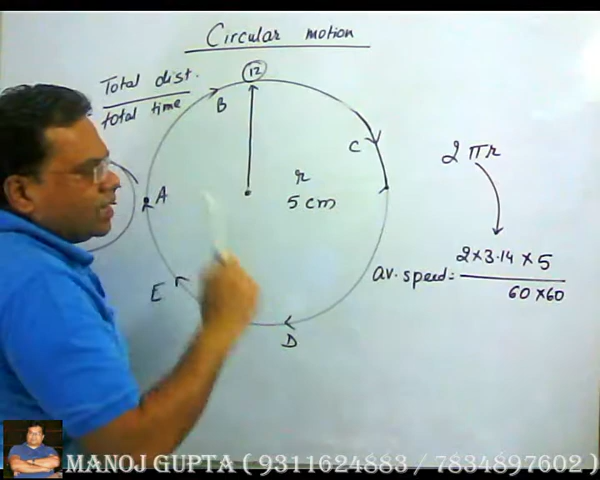 Circular motion
Total dist.
total time
12
B
C
r
5 cm
A
E
D
2πr
av. speed = 2×3.14×5
60×60
MANOJ GUPTA ( 9311624883 / 7834897602 )